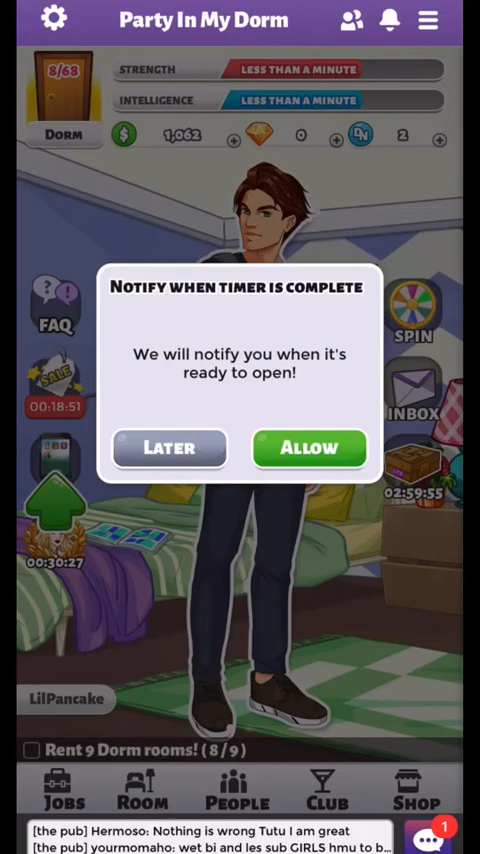 Party In My Dorm
8/68
STRENGTH
LESS THAN A MINUTE
INTELLIGENCE
LESS THAN A MINUTE
DORM
$
1,062
0
DN
2
NOTIFY WHEN TIMER IS COMPLETE
We will notify you when it's
ready to open!
LATER
ALLOW
FAQ
SALE
00:18:51
SPIN
INBOX
02:59:55
00:30:27
LilPancake
Rent 9 Dorm rooms! ( 8 / 9 )
JOBS
ROOM
PEOPLE
CLUB
SHOP
[the pub] Hermoso: Nothing is wrong Tutu I am great
[the pub] yourmomaho: wet bi and les sub GIRLS hmu to b...
1